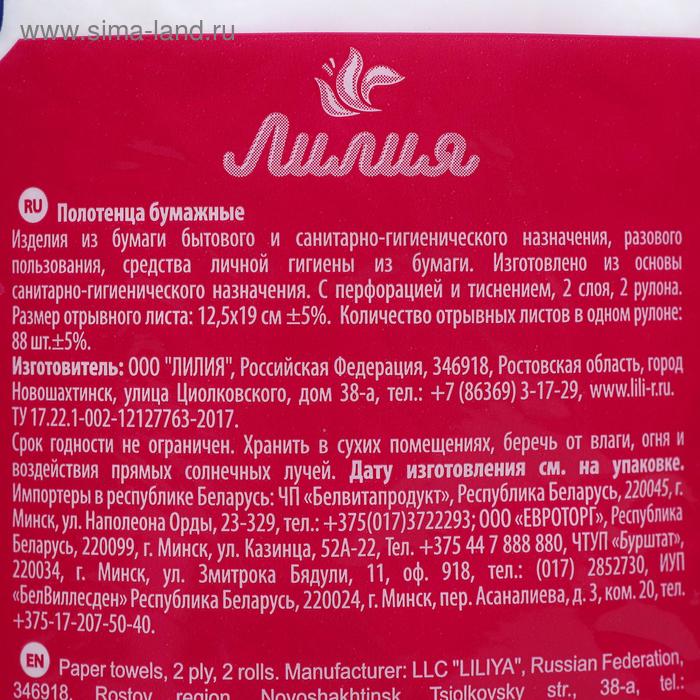 www.sima-land.ru
Лилия
RU Полотенца бумажные
Изделия из бумаги бытового и санитарно-гигиенического назначения, разового
пользования, средства личной гигиены из бумаги. Изготовлено из основы
санитарно-гигиенического назначения. С перфорацией и тиснением, 2 слоя, 2 рулона.
Размер отрывного листа: 12,5х19 см ±5%. Количество отрывных листов в одном рулоне:
88 шт.±5%.
Изготовитель: ООО "ЛИЛИЯ", Российская Федерация, 346918, Ростовская область, город
Новошахтинск, улица Циолковского, дом 38-а, тел.: +7 (86369) 3-17-29, www.lili-r.ru.
ТУ 17.22.1-002-12127763-2017.
Срок годности не ограничен. Хранить в сухих помещениях, беречь от влаги, огня и
воздействия прямых солнечных лучей. Дату изготовления см. на упаковке.
Импортеры в республике Беларусь: ЧП «Белвитапродукт», Республика Беларусь, 220045, г.
Минск, ул. Наполеона Орды, 23-329, тел.: +375(017)3722293; ООО «ЕВРОТОРГ», Республика
Беларусь, 220099, г. Минск, ул. Казинца, 52А-22, Тел. +375 44 7 888 880, ЧТУП «Бурштат»,
220034, г. Минск, ул. Змитрока Бядули, 11, оф. 918, тел.: (017) 2852730, ИУП
«БелВиллесден» Республика Беларусь, 220024, г. Минск, пер. Асаналиева, д. 3, ком. 20, тел.
+375-17-207-50-40.
EN Paper towels, 2 ply, 2 rolls. Manufacturer: LLC "LILIYA", Russian Federation,
346918, Rostov region, Novoshakhtinsk, Tsiolkovsky str., 38-a, tel.: